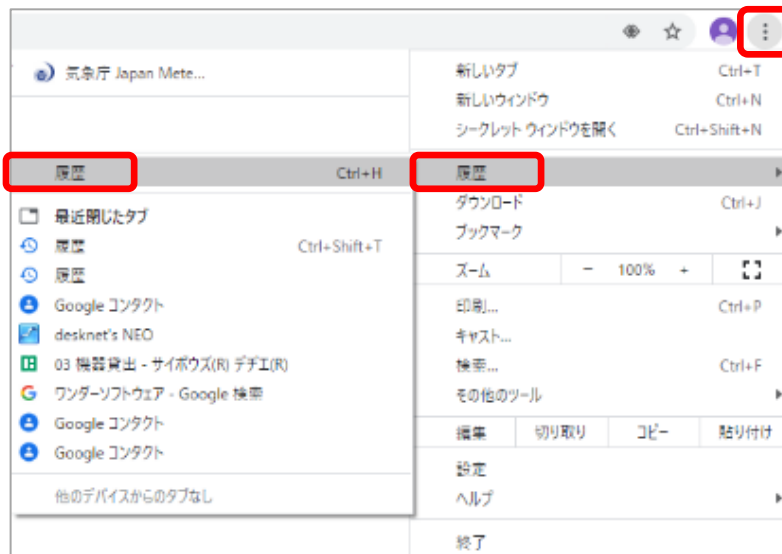 気象庁 Japan Mete...
新しいタブ Ctrl+T
新しいウィンドウ Ctrl+N
シークレット ウィンドウを開く Ctrl+Shift+N
履歴 Ctrl+H
最近閉じたタブ
履歴 Ctrl+Shift+T
履歴
Google コンタクト
desknet's NEO
03 機器貸出 - サイボウズ(R) デヂエ(R)
ワンダーソフトウェア - Google 検索
Google コンタクト
Google コンタクト
他のデバイスからのタブなし
履歴
ダウンロード Ctrl+J
ブックマーク
ズーム - 100% +
印刷... Ctrl+P
キャスト...
検索... Ctrl+F
その他のツール
編集 切り取り コピー 貼り付け
設定
ヘルプ
終了